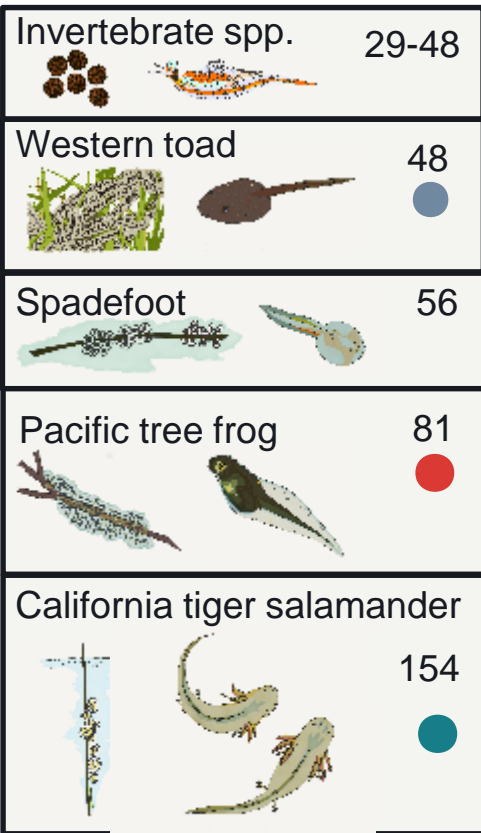 Invertebrate spp. 29-48
Western toad 48
Spadefoot 56
Pacific tree frog 81
California tiger salamander
154